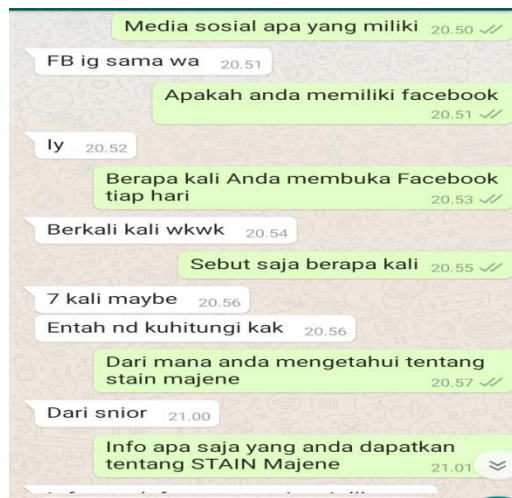 Media sosial apa yang miliki 20.50
FB ig sama wa 20.51
Apakah anda memiliki facebook
20.51
Iy 20.52
Berapa kali Anda membuka Facebook
tiap hari 20.53
Berkali kali wkwk 20.54
Sebut saja berapa kali 20.55
7 kali maybe 20.56
Entah nd kuhitungi kak 20.56
Dari mana anda mengetahui tentang
stain majene 20.57
Dari snior 21.00
Info apa saja yang anda dapatkan
tentang STAIN Majene 21.01